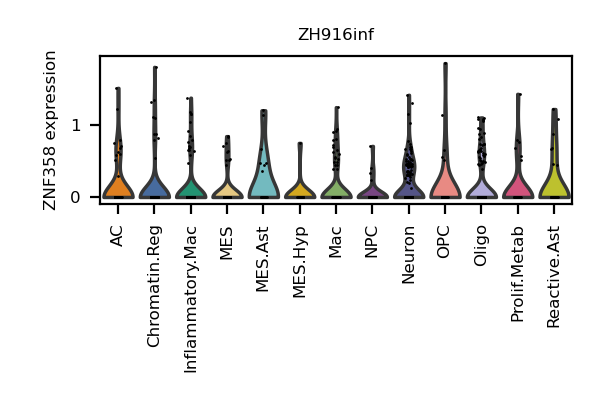 ZH916inf
ZNF358 expression
1
0
AC
Chromatin.Reg
Inflammatory.Mac
MES
MES.Ast
MES.Hyp
Mac
NPC
Neuron
OPC
Oligo
Prolif.Metab
Reactive.Ast